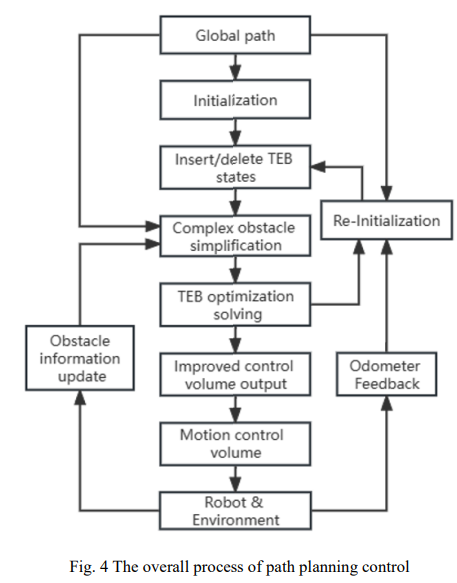 Global path
Initialization
Insert/delete TEB
states
Re-Initialization
Complex obstacle
simplification
TEB optimization
solving
Obstacle
information
update
Improved control
volume output
Odometer
Feedback
Motion control
volume
Robot &
Environment
Fig. 4 The overall process of path planning control